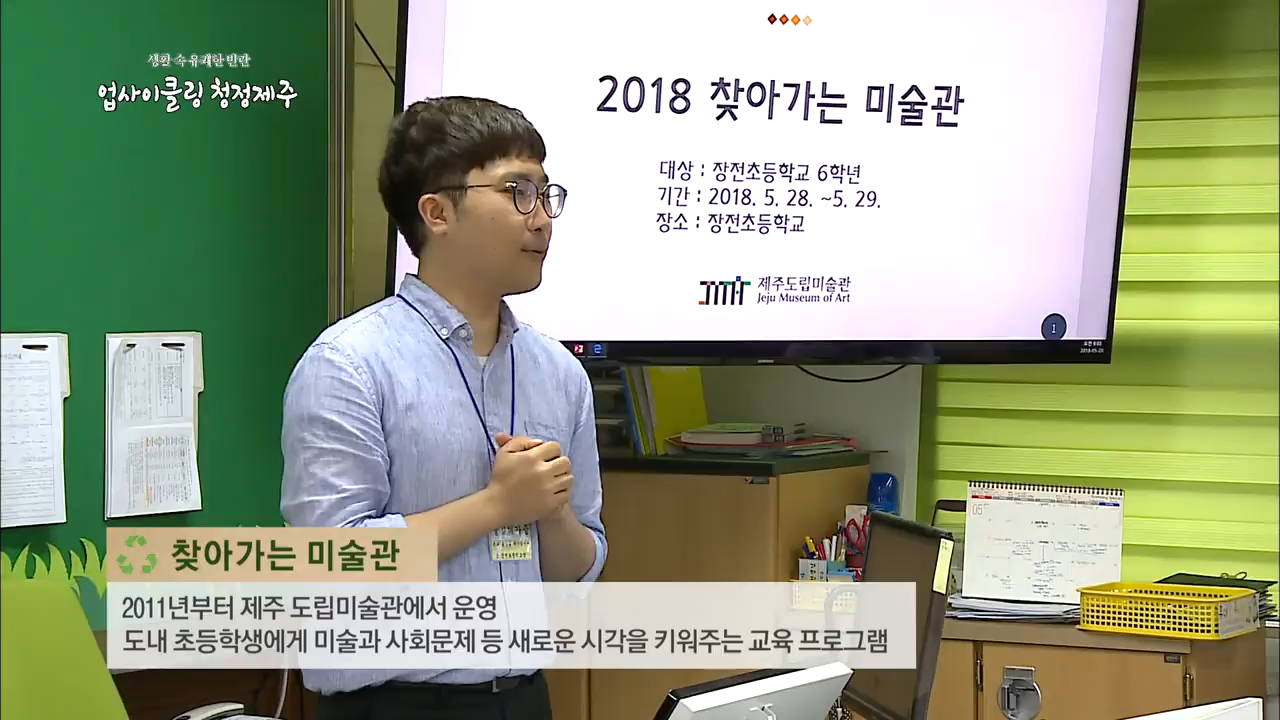 생활 속 유쾌한 반란
업사이클링 청정제주
2018 찾아가는 미술관
대상 : 장전초등학교 6학년
기간 : 2018. 5. 28. ~5. 29.
장소 : 장전초등학교
제주도립미술관
Jeju Museum of Art
1
찾아가는 미술관
2011년부터 제주 도립미술관에서 운영
도내 초등학생에게 미술과 사회문제 등 새로운 시각을 키워주는 교육 프로그램